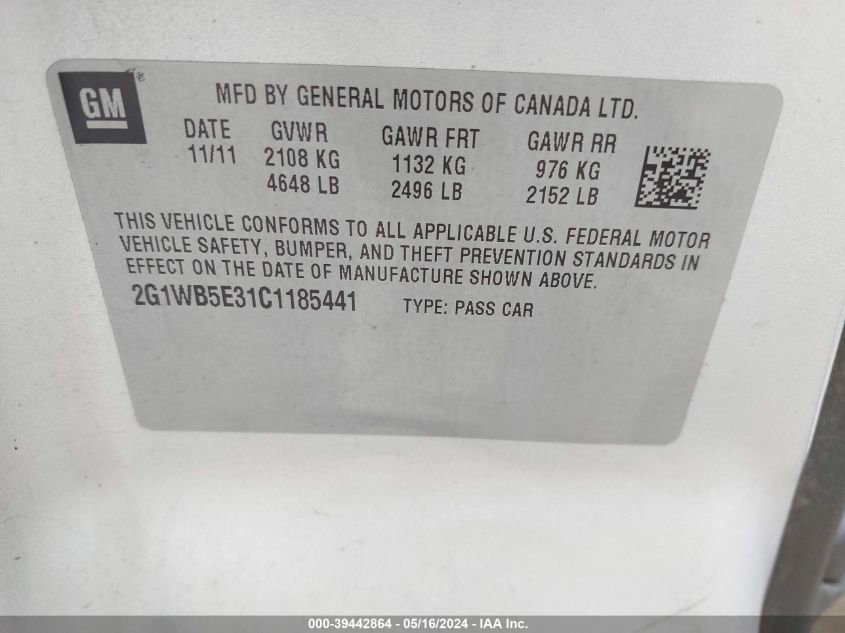 GM®
MFD BY GENERAL MOTORS OF CANADA LTD.
DATE GVWR GAWR FRT GAWR RR
11/11 2108 KG 1132 KG 976 KG
4648 LB 2496 LB 2152 LB
THIS VEHICLE CONFORMS TO ALL APPLICABLE U.S. FEDERAL MOTOR
VEHICLE SAFETY, BUMPER, AND THEFT PREVENTION STANDARDS IN
EFFECT ON THE DATE OF MANUFACTURE SHOWN ABOVE.
2G1WB5E31C1185441 TYPE: PASS CAR
000-39442864 - 05/16/2024 - IAA Inc.